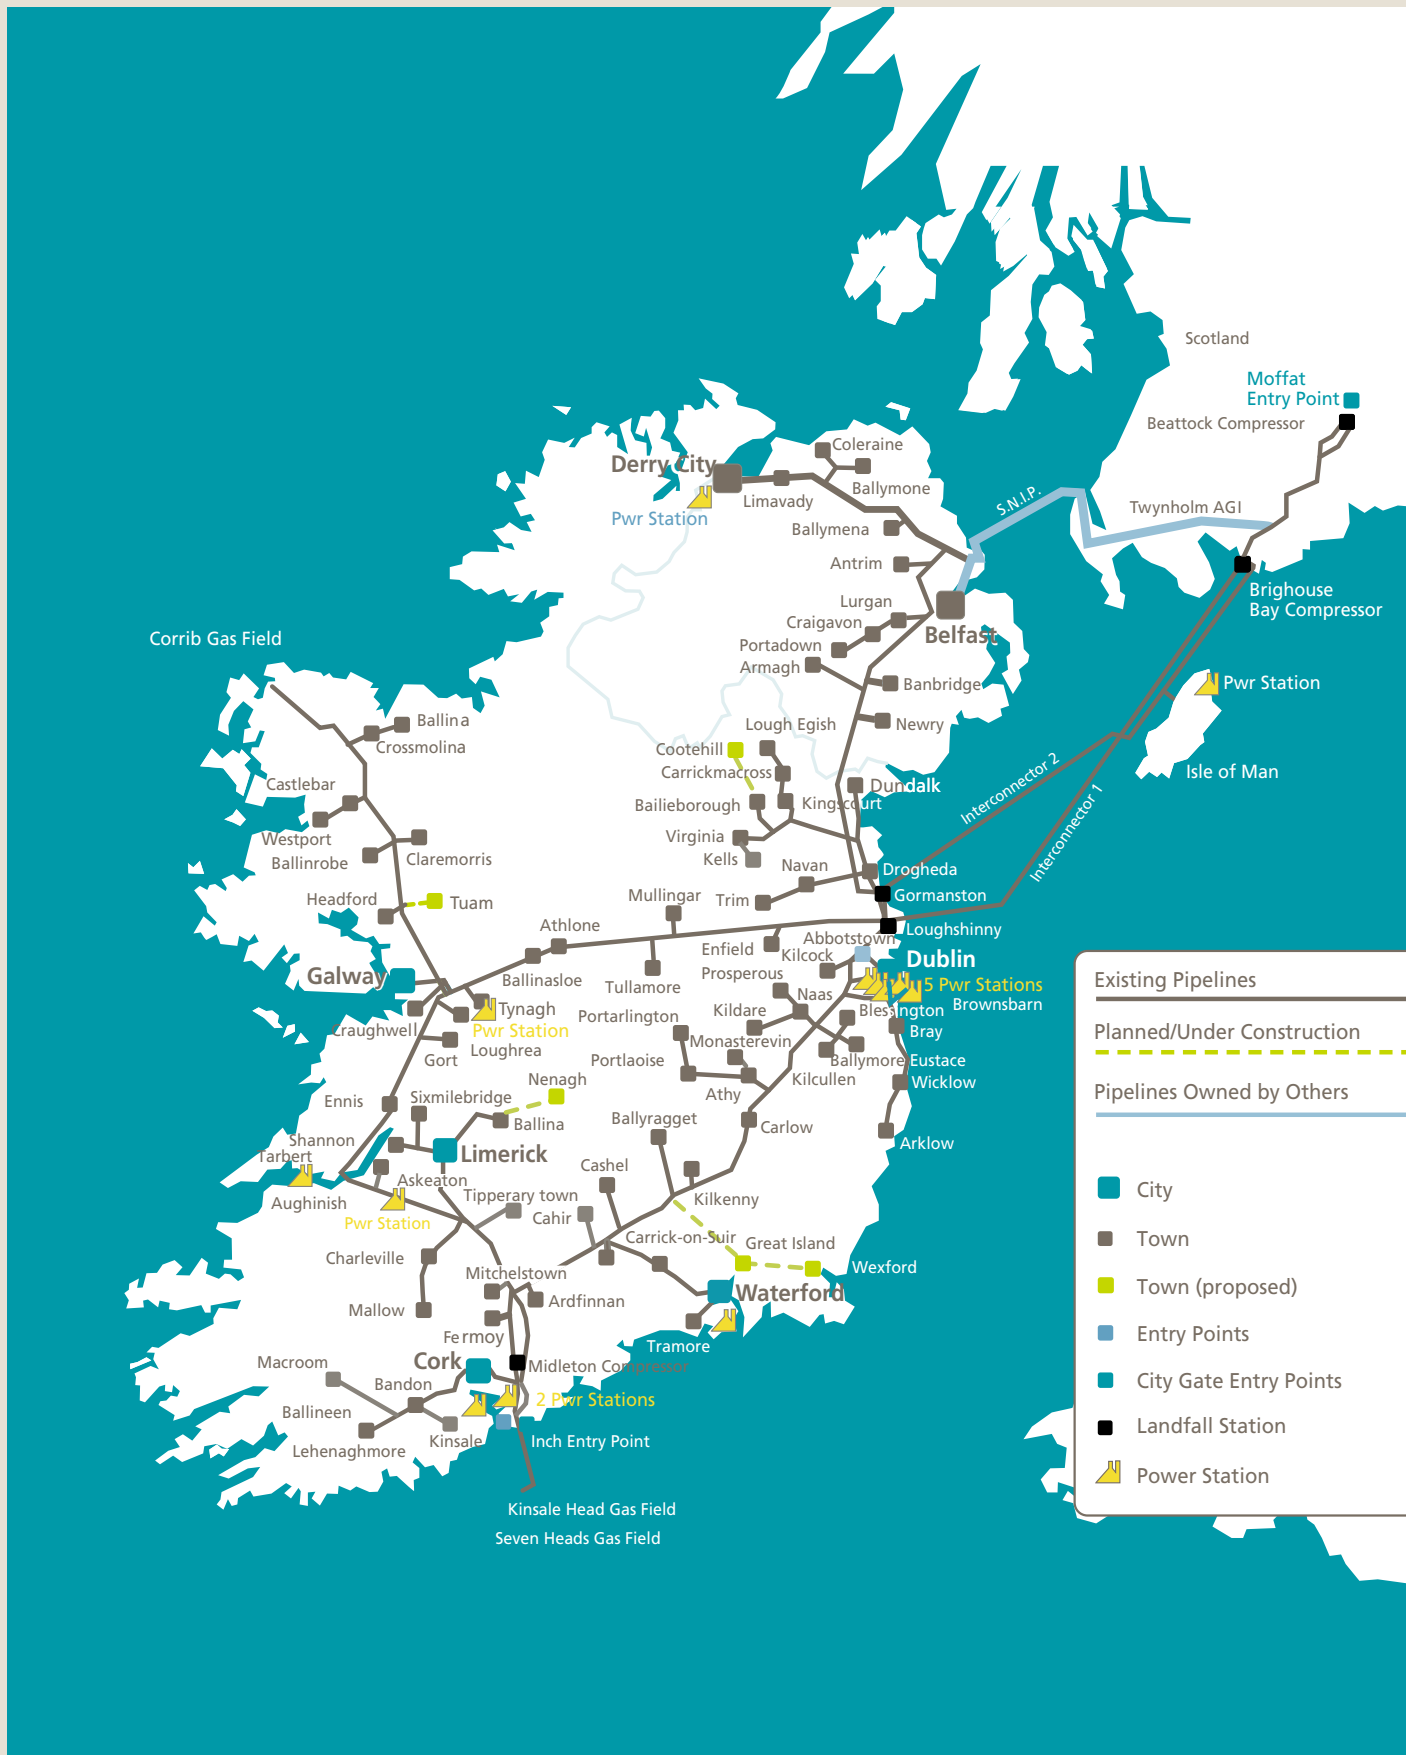 Scotland
Moffat
Entry Point
Beattock Compressor
Coleraine
Derry City
Ballymone
Limavady
S.N.I.P.
Twynholm AGI
Pwr Station
Ballymena
Antrim
Brighouse
Bay Compressor
Lurgan
Craigavon
Belfast
Corrib Gas Field
Portadown
Armagh
Banbridge
Pwr Station
Ballina
Lough Egish
Newry
Crossmolina
Cootehill
Carrickmacross
Isle of Man
Interconnector 2
Castlebar
Dundalk
Bailieborough
Kingscourt
Interconnector 1
Westport
Virginia
Ballinrobe
Claremorris
Kells
Navan
Drogheda
Headford
Tuam
Mullingar
Trim
Gormanston
Athlone
Loughshinny
Abbotstown
Enfield
Kilcock
Dublin
Galway
Ballinasloe
Prosperous
5 Pwr Stations
Tullamore
Naas
Brownsbarn
Tynagh
Portarlington
Kildare
Blessington
Craughwell
Pwr Station
Bray
Monasterevin
Gort
Loughrea
Portlaoise
Ballymore Eustace
Nenagh
Kilcullen
Wicklow
Athy
Ennis
Sixmilebridge
Ballina
Ballyragget
Carlow
Shannon
Arklow
Tarbert
Limerick
Cashel
Askeaton
Aughinish
Tipperary town
Kilkenny
Pwr Station
Cahir
Carrick-on-Suir
Great Island
Charleville
Wexford
Mitchelstown
Waterford
Mallow
Ardfinnan
Fermoy
Tramore
Macroom
Cork
Midleton Compressor
Bandon
2 Pwr Stations
Ballineen
Kinsale
Inch Entry Point
Lehenaghmore
Kinsale Head Gas Field
Seven Heads Gas Field
Existing Pipelines
Planned/Under Construction
Pipelines Owned by Others
City
Town
Town (proposed)
Entry Points
City Gate Entry Points
Landfall Station
Power Station